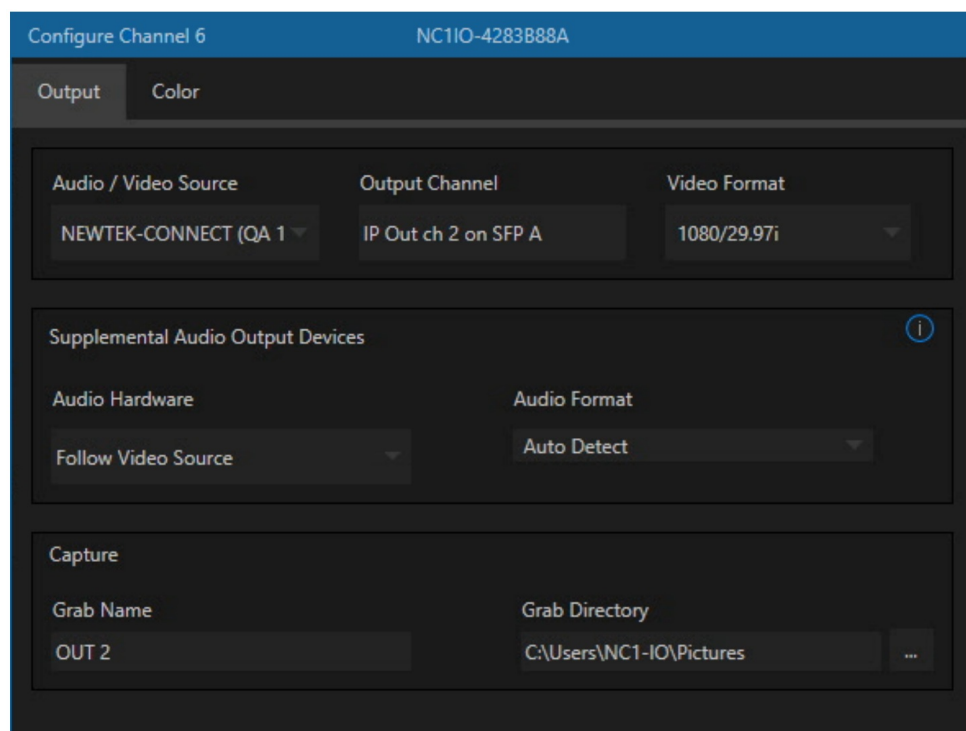 Configure Channel 6 NC1IO-4283B88A
Output Color
Audio / Video Source Output Channel Video Format
NEWTEK-CONNECT (QA 1 IP Out ch 2 on SFP A 1080/29.97i
Supplemental Audio Output Devices i
Audio Hardware Audio Format
Follow Video Source Auto Detect
Capture
Grab Name Grab Directory
OUT 2 C:\Users\NC1-IO\Pictures ...